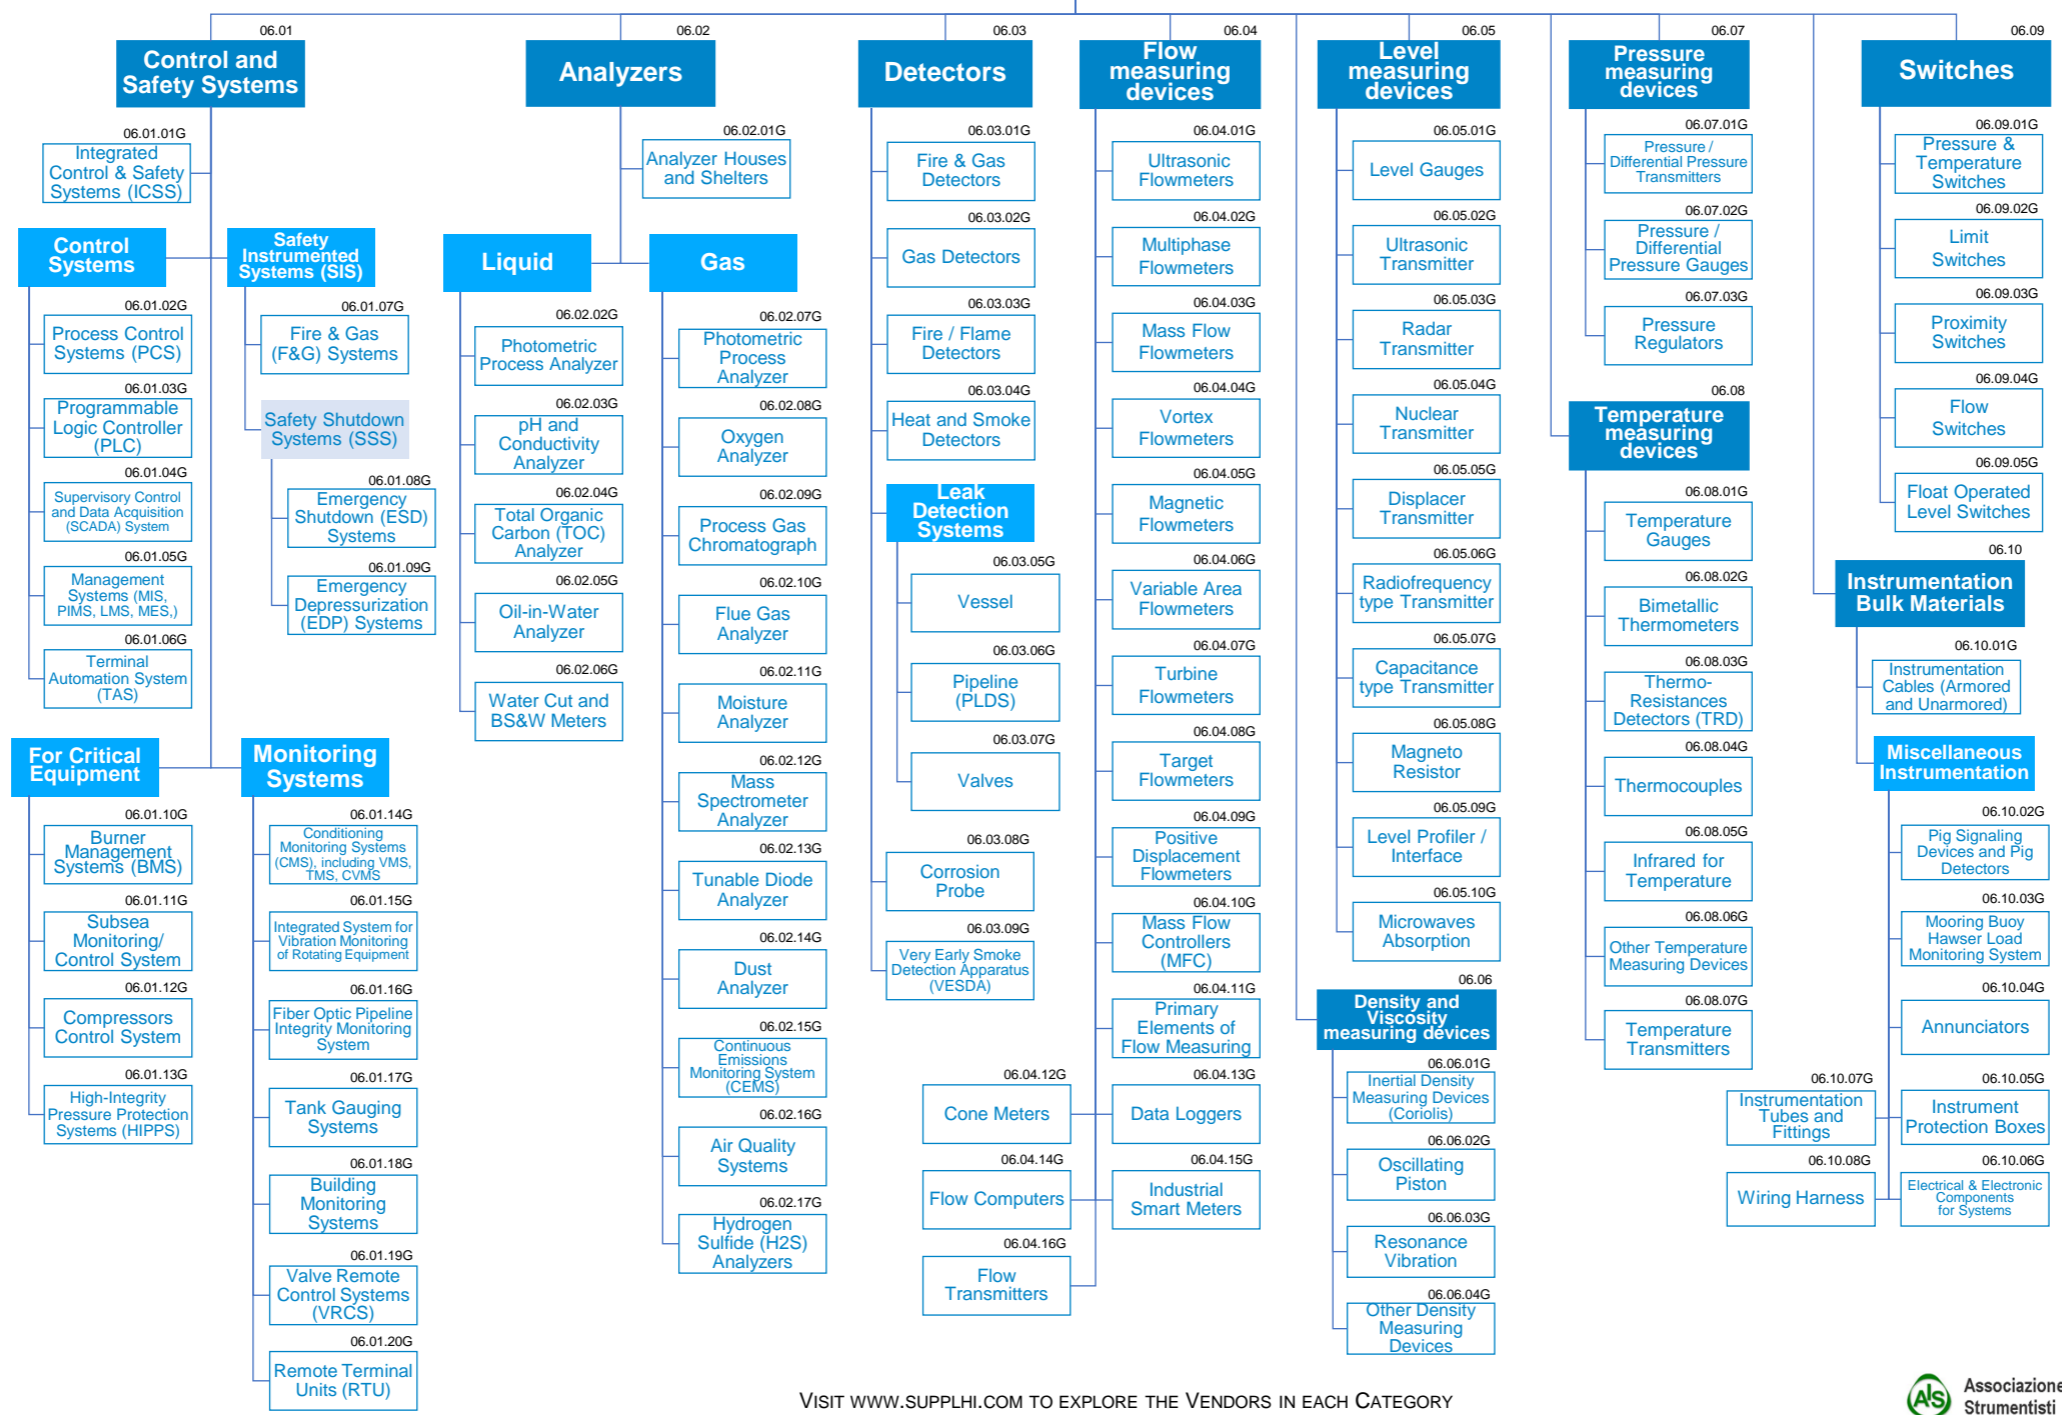 06.01
Control and
Safety Systems
06.01.01G
Integrated
Control & Safety
Systems (ICSS)
Control
Systems
06.01.02G
Process Control
Systems (PCS)
06.01.03G
Programmable
Logic Controller
(PLC)
06.01.04G
Supervisory Control
and Data Acquisition
(SCADA) System
06.01.05G
Management
Systems (MIS,
PIMS, LMS, MES,)
06.01.06G
Terminal
Automation System
(TAS)
Safety
Instrumented
Systems (SIS)
06.01.07G
Fire & Gas
(F&G) Systems
Safety Shutdown
Systems (SSS)
06.01.08G
Emergency
Shutdown (ESD)
Systems
06.01.09G
Emergency
Depressurization
(EDP) Systems
For Critical
Equipment
06.01.10G
Burner
Management
Systems (BMS)
06.01.11G
Subsea
Monitoring/
Control System
06.01.12G
Compressors
Control System
06.01.13G
High-Integrity
Pressure Protection
Systems (HIPPS)
Monitoring
Systems
06.01.14G
Conditioning
Monitoring Systems
(CMS), including VMS,
TMS, CVMS
06.01.15G
Integrated System for
Vibration Monitoring
of Rotating Equipment
06.01.16G
Fiber Optic Pipeline
Integrity Monitoring
System
06.01.17G
Tank Gauging
Systems
06.01.18G
Building
Monitoring
Systems
06.01.19G
Valve Remote
Control Systems
(VRCS)
06.01.20G
Remote Terminal
Units (RTU)
06.02
Analyzers
06.02.01G
Analyzer Houses
and Shelters
Liquid
06.02.02G
Photometric
Process Analyzer
06.02.03G
pH and
Conductivity
Analyzer
06.02.04G
Total Organic
Carbon (TOC)
Analyzer
06.02.05G
Oil-in-Water
Analyzer
06.02.06G
Water Cut and
BS&W Meters
Gas
06.02.07G
Photometric
Process
Analyzer
06.02.08G
Oxygen
Analyzer
06.02.09G
Process Gas
Chromatograph
06.02.10G
Flue Gas
Analyzer
06.02.11G
Moisture
Analyzer
06.02.12G
Mass
Spectrometer
Analyzer
06.02.13G
Tunable Diode
Analyzer
06.02.14G
Dust
Analyzer
06.02.15G
Continuous
Emissions
Monitoring System
(CEMS)
06.02.16G
Air Quality
Systems
06.02.17G
Hydrogen
Sulfide (H2S)
Analyzers
06.03
Detectors
06.03.01G
Fire & Gas
Detectors
06.03.02G
Gas Detectors
06.03.03G
Fire / Flame
Detectors
06.03.04G
Heat and Smoke
Detectors
Leak
Detection
Systems
06.03.05G
Vessel
06.03.06G
Pipeline
(PLDS)
06.03.07G
Valves
06.03.08G
Corrosion
Probe
06.03.09G
Very Early Smoke
Detection Apparatus
(VESDA)
06.04
Flow
measuring
devices
06.04.01G
Ultrasonic
Flowmeters
06.04.02G
Multiphase
Flowmeters
06.04.03G
Mass Flow
Flowmeters
06.04.04G
Vortex
Flowmeters
06.04.05G
Magnetic
Flowmeters
06.04.06G
Variable Area
Flowmeters
06.04.07G
Turbine
Flowmeters
06.04.08G
Target
Flowmeters
06.04.09G
Positive
Displacement
Flowmeters
06.04.10G
Mass Flow
Controllers
(MFC)
06.04.11G
Primary
Elements of
Flow Measuring
06.04.12G
Cone Meters
06.04.13G
Data Loggers
06.04.14G
Flow Computers
06.04.15G
Industrial
Smart Meters
06.04.16G
Flow
Transmitters
06.05
Level
measuring
devices
06.05.01G
Level Gauges
06.05.02G
Ultrasonic
Transmitter
06.05.03G
Radar
Transmitter
06.05.04G
Nuclear
Transmitter
06.05.05G
Displacer
Transmitter
06.05.06G
Radiofrequency
type Transmitter
06.05.07G
Capacitance
type Transmitter
06.05.08G
Magneto
Resistor
06.05.09G
Level Profiler /
Interface
06.05.10G
Microwaves
Absorption
06.06
Density and
Viscosity
measuring devices
06.06.01G
Inertial Density
Measuring Devices
(Coriolis)
06.06.02G
Oscillating
Piston
06.06.03G
Resonance
Vibration
06.06.04G
Other Density
Measuring
Devices
06.07
Pressure
measuring
devices
06.07.01G
Pressure /
Differential Pressure
Transmitters
06.07.02G
Pressure /
Differential
Pressure Gauges
06.07.03G
Pressure
Regulators
06.08
Temperature
measuring
devices
06.08.01G
Temperature
Gauges
06.08.02G
Bimetallic
Thermometers
06.08.03G
Thermo-
Resistances
Detectors (TRD)
06.08.04G
Thermocouples
06.08.05G
Infrared for
Temperature
06.08.06G
Other Temperature
Measuring Devices
06.08.07G
Temperature
Transmitters
06.09
Switches
06.09.01G
Pressure &
Temperature
Switches
06.09.02G
Limit
Switches
06.09.03G
Proximity
Switches
06.09.04G
Flow
Switches
06.09.05G
Float Operated
Level Switches
06.10
Instrumentation
Bulk Materials
06.10.01G
Instrumentation
Cables (Armored
and Unarmored)
Miscellaneous
Instrumentation
06.10.02G
Pig Signaling
Devices and Pig
Detectors
06.10.03G
Mooring Buoy
Hawser Load
Monitoring System
06.10.04G
Annunciators
06.10.07G
Instrumentation
Tubes and
Fittings
06.10.05G
Instrument
Protection Boxes
06.10.08G
Wiring Harness
06.10.06G
Electrical & Electronic
Components
for Systems
VISIT WWW.SUPPLHI.COM TO EXPLORE THE VENDORS IN EACH CATEGORY
AIS
Associazione
Strumentisti